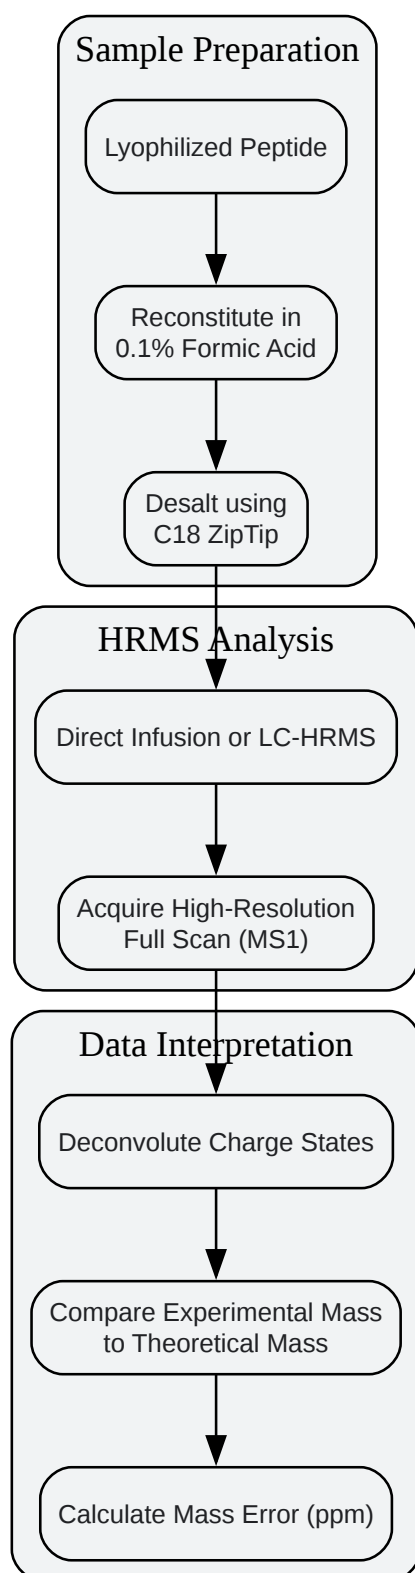 Sample Preparation
Lyophilized Peptide
Reconstitute in
0.1% Formic Acid
Desalt using
C18 ZipTip
HRMS Analysis
Direct Infusion or LC-HRMS
Acquire High-Resolution
Full Scan (MS1)
Data Interpretation
Deconvolute Charge States
Compare Experimental Mass
to Theoretical Mass
Calculate Mass Error (ppm)